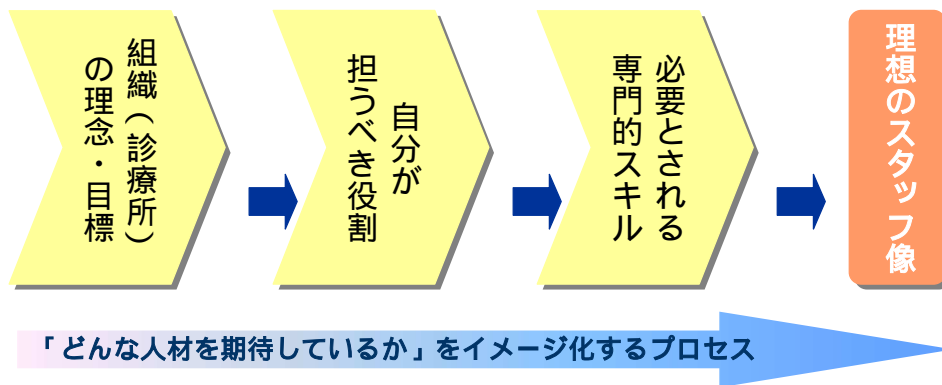 組織(診療所)
の理念・目標
自分が
担うべき役割
必要とされる
専門的スキル
理想のスタッフ像
「どんな人材を期待しているか」をイメージ化するプロセス